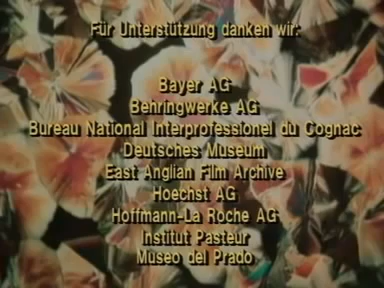 Für Unterstützung danken wir:
Bayer AG
Behringwerke AG
Bureau National Interprofessionel du Cognac
Deutsches Museum
East Anglian Film Archive
Hoechst AG
Hoffmann-La Roche AG
Institut Pasteur
Museo del Prado